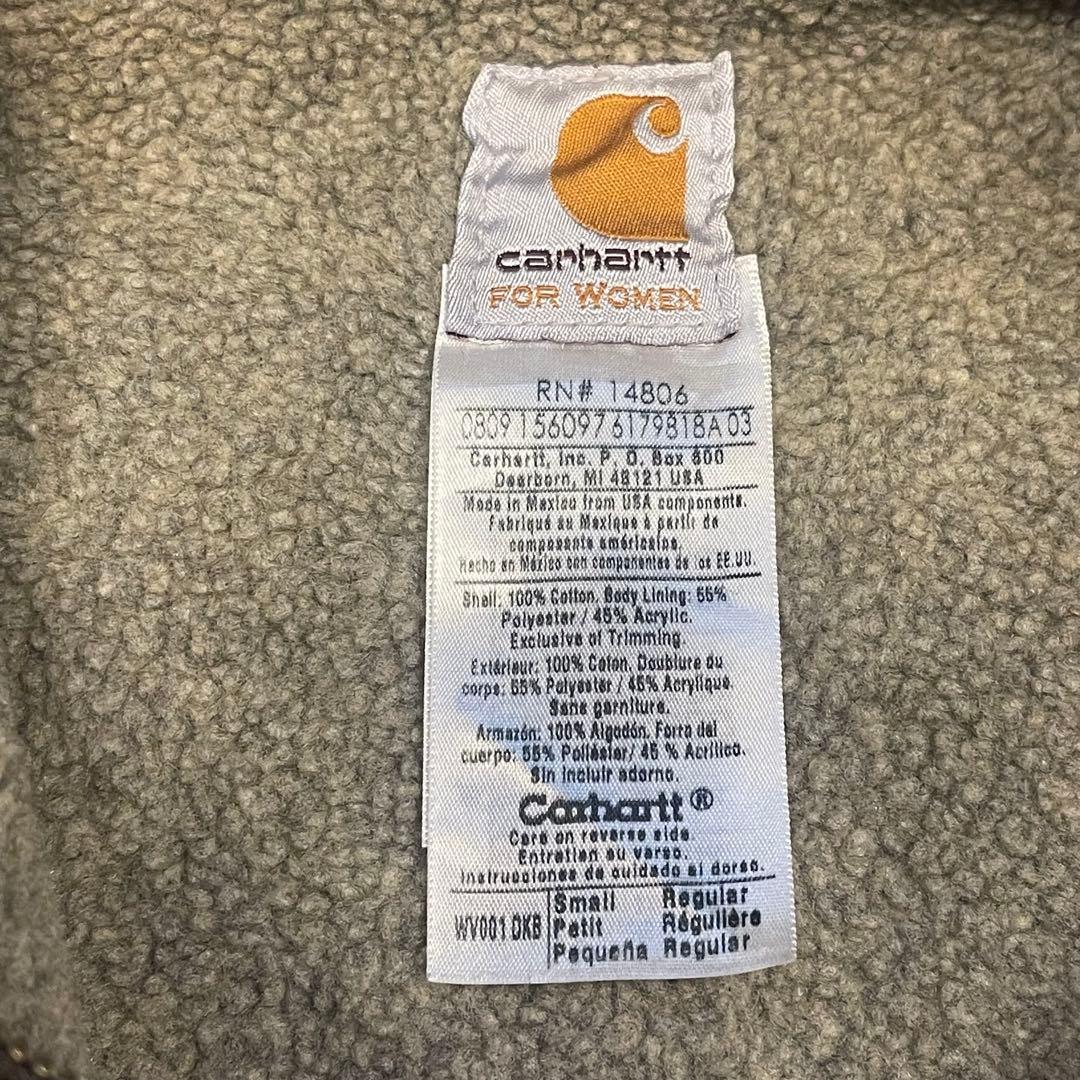 carhartt
FOR WOMEN
RN# 14806
0809156097617981 8A 03
Carhartt, Inc. P. O. Box 600
Dearborn, MI 48121 USA
Made in Mexico from USA components.
Fabriqué au Mexique à partir de
composants américains.
Hecho en México con componentes de los EE.UU.
Shell: 100% Cotton. Body Lining: 55%
Polyester / 45% Acrylic.
Exclusive of Trimming.
Extérieur: 100% Coton. Doublure du
corps: 55% Polyester / 45% Acrylique.
Sans garniture.
Armazón: 100% Algodón. Forro del
cuerpo: 55% Poliéster/ 45 % Acrílico.
Sin incluir adorno.
Carhartt®
Care on reverse side.
Entretien au verso.
Instrucciones de cuidado al dorso.
WV001 DKB
Small Regular
Petit Régulière
Pequeña Regular